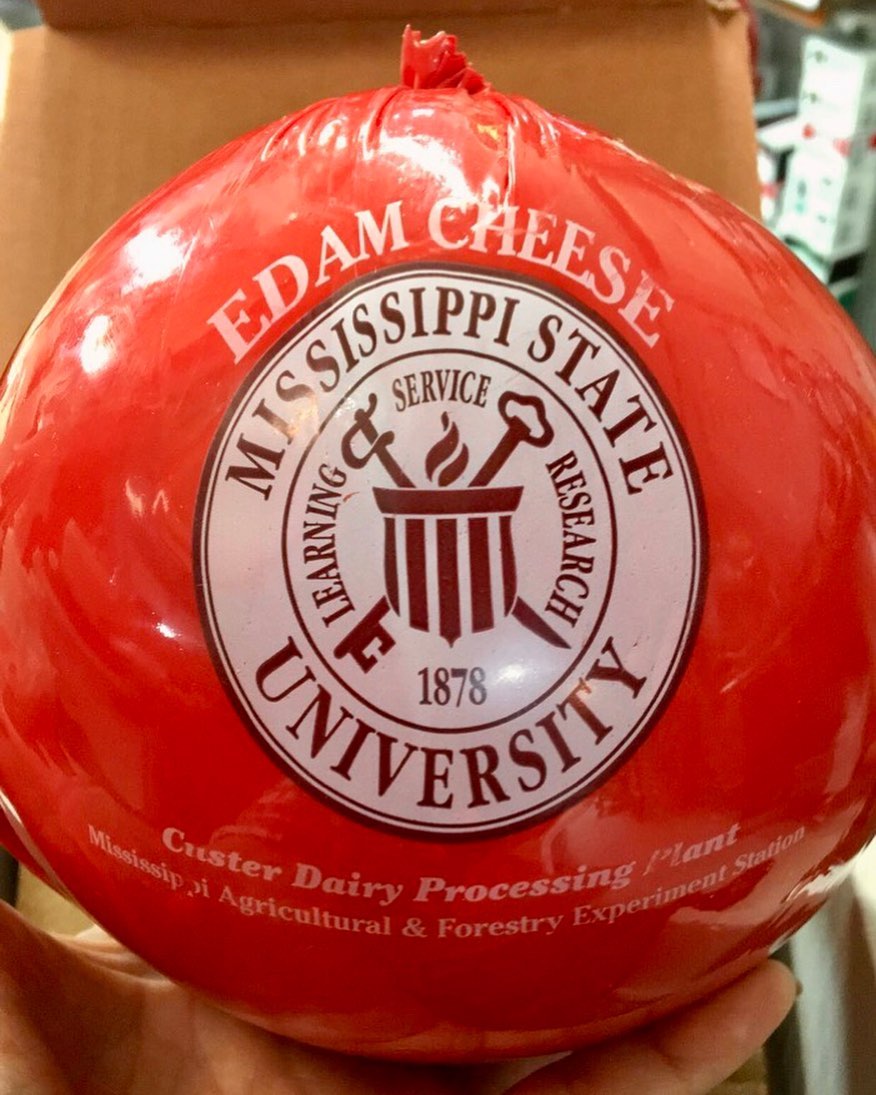 EDAM CHEESE
MISSISSIPPI STATE
SERVICE
LEARNING
RESEARCH
1878
UNIVERSITY
Custer Dairy Processing Plant
Mississippi Agricultural & Forestry Experiment Station